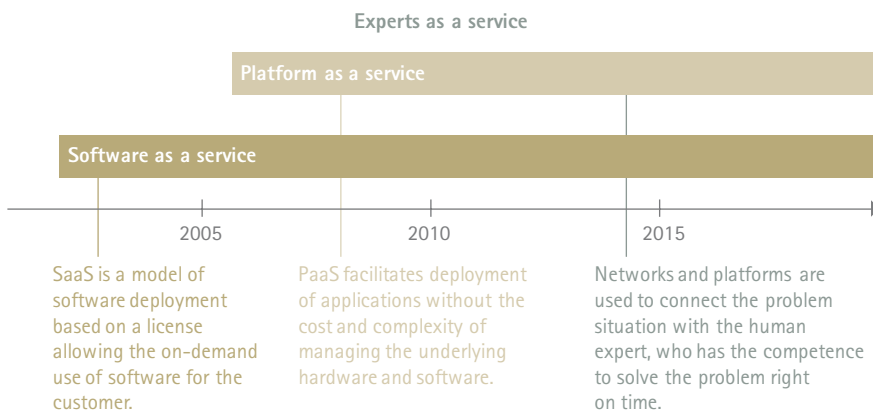 Experts as a service
Platform as a service
Software as a service
2005
2010
2015
SaaS is a model of
software deployment
based on a license
allowing the on-demand
use of software for the
customer.
PaaS facilitates deployment
of applications without the
cost and complexity of
managing the underlying
hardware and software.
Networks and platforms are
used to connect the problem
situation with the human
expert, who has the competence
to solve the problem right
on time.